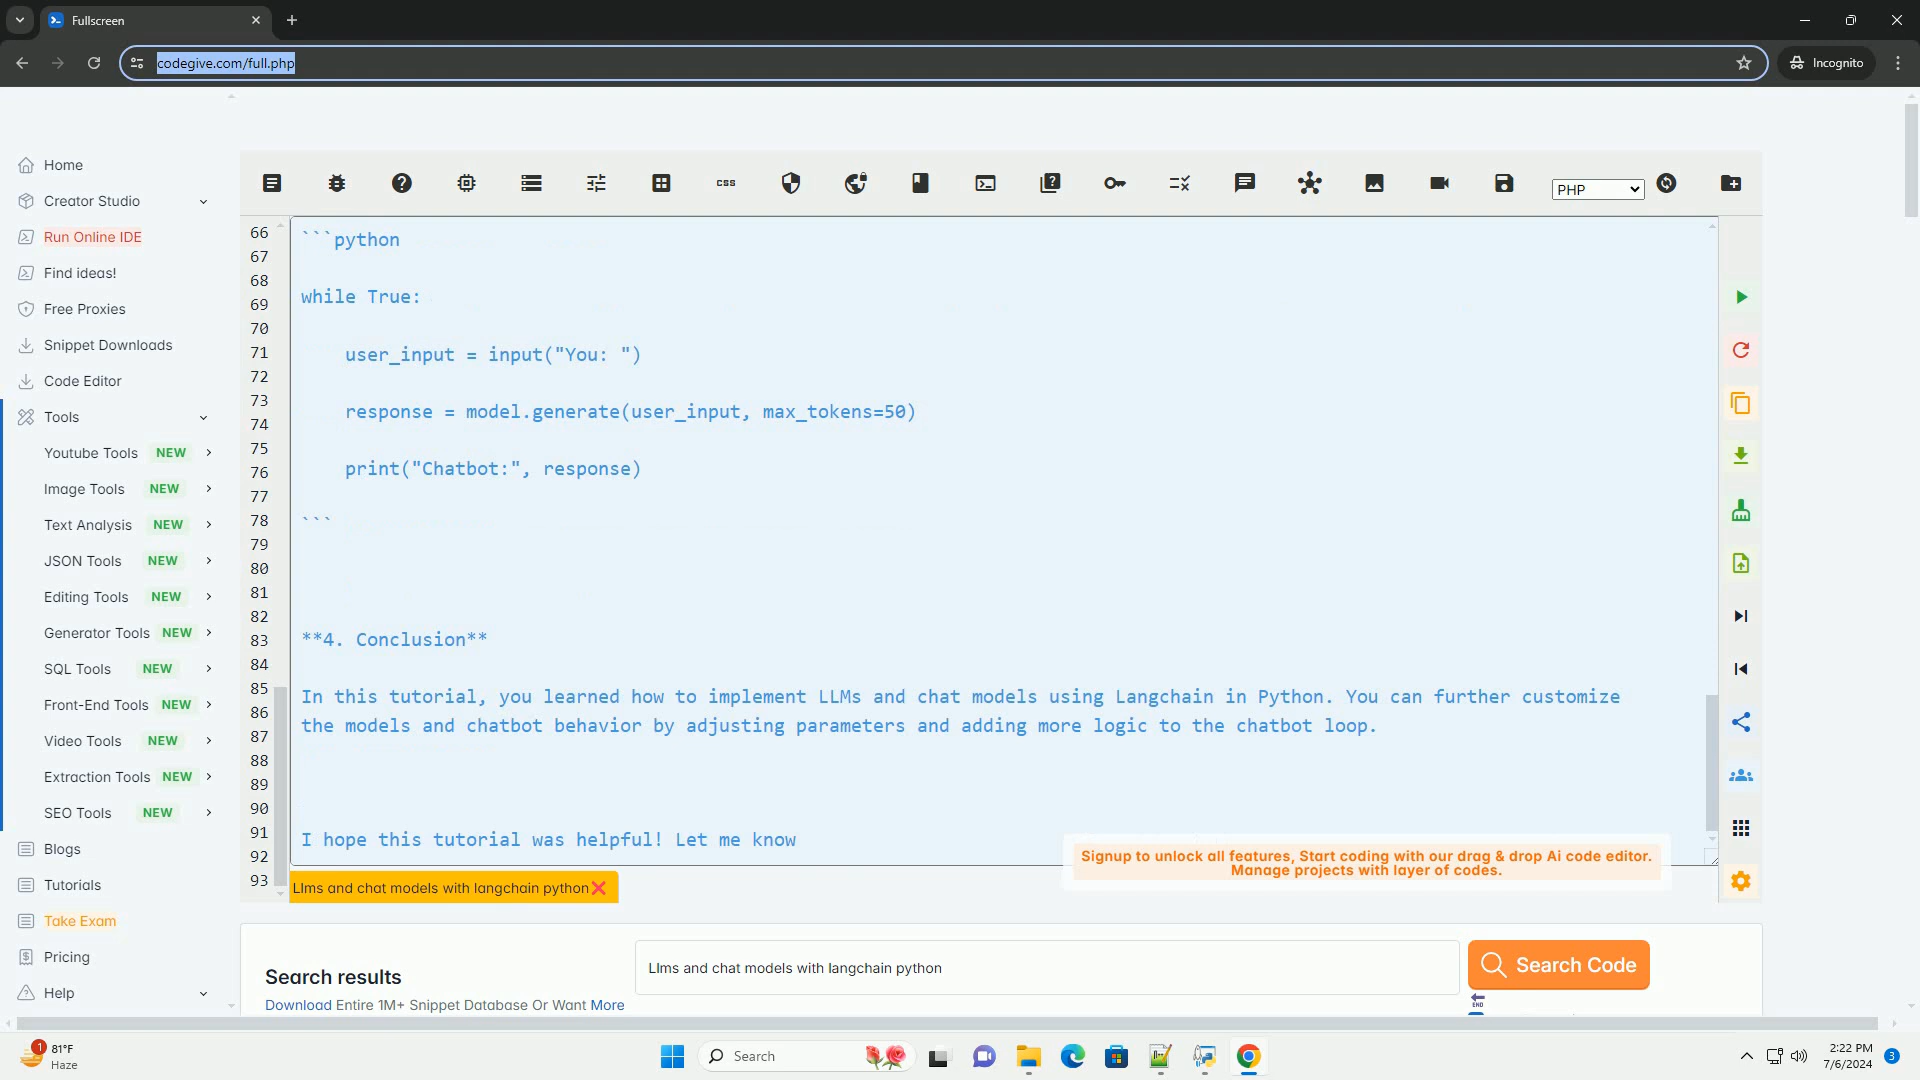 Fullscreen
codegive.com/full.php
Incognito
Home
Creator Studio
Run Online IDE
Find ideas!
Free Proxies
Snippet Downloads
Code Editor
Tools
Youtube Tools NEW
Image Tools NEW
Text Analysis NEW
JSON Tools NEW
Editing Tools NEW
Generator Tools NEW
SQL Tools NEW
Front-End Tools NEW
Video Tools NEW
Extraction Tools NEW
SEO Tools NEW
Blogs
Tutorials
Take Exam
Pricing
Help
css
PHP
66
67
68
69
70
71
72
73
74
75
76
77
78
79
80
81
82
83
84
85
86
87
88
89
90
91
92
93
```python
while True:
user_input = input("You: ")
response = model.generate(user_input, max_tokens=50)
print("Chatbot:", response)
```
**4. Conclusion**
In this tutorial, you learned how to implement LLMs and chat models using Langchain in Python. You can further customize
the models and chatbot behavior by adjusting parameters and adding more logic to the chatbot loop.
I hope this tutorial was helpful! Let me know
Signup to unlock all features, Start coding with our drag & drop Ai code editor.
Manage projects with layer of codes.
Llms and chat models with langchain python
Search results
Download Entire 1M+ Snippet Database Or Want More
Llms and chat models with langchain python
Search Code
END
1
81°F
Haze
Search
2:22 PM
7/6/2024
3